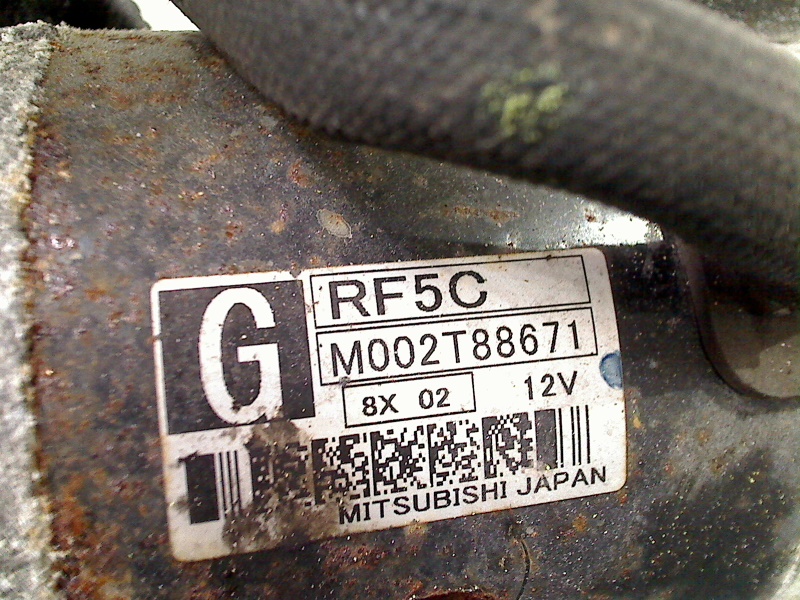 G
RF5C
M002T88671
8X 02
12V
MITSUBISHI JAPAN